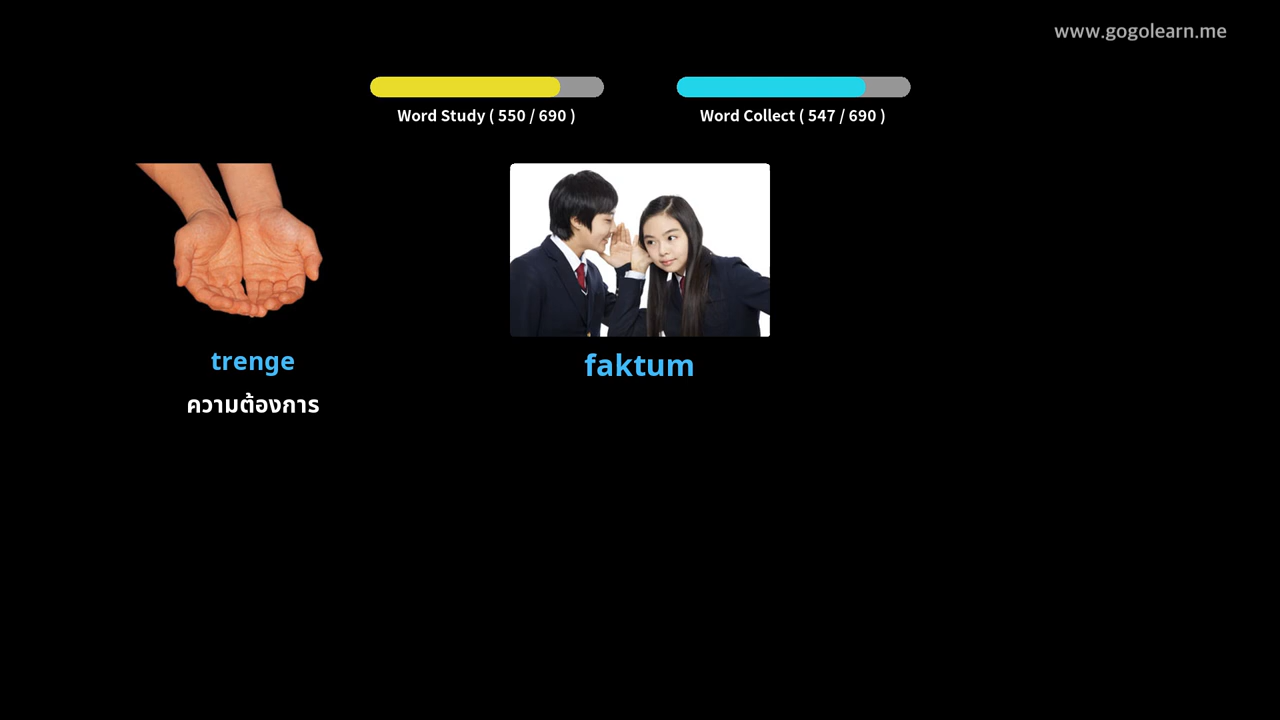 www.gogolearn.me
Word Study ( 550 / 690 )
Word Collect ( 547 / 690 )
trenge
faktum
ความต้องการ